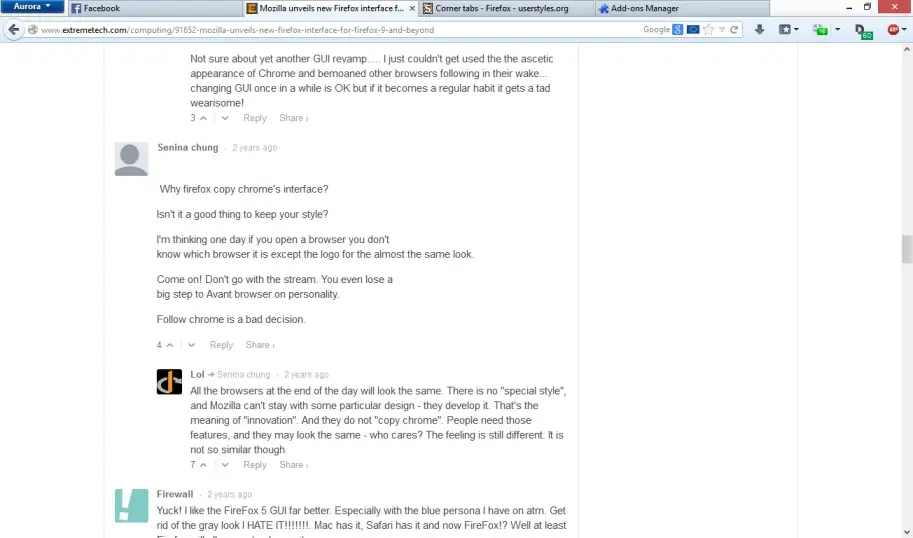 Aurora
Facebook
Mozilla unveils new Firefox interface f...
Corner tabs - Firefox - userstyles.org
Add-ons Manager
www.extremetech.com/computing/91652-mozilla-unveils-new-firefox-interface-for-firefox-9-and-beyond
Google
Not sure about yet another GUI revamp..... I just couldn't get used the the ascetic
appearance of Chrome and bemoaned other browsers following in their wake...
changing GUI once in a while is OK but if it becomes a regular habit it gets a tad
wearisome!
3 Reply Share ›
Senina chung - 2 years ago
Why firefox copy chrome's interface?
Isn't it a good thing to keep your style?
I'm thinking one day if you open a browser you don't
know which browser it is except the logo for the almost the same look.
Come on! Don't go with the stream. You even lose a
big step to Avant browser on personality.
Follow chrome is a bad decision.
4 Reply Share ›
Lol Senina chung · 2 years ago
All the browsers at the end of the day will look the same. There is no "special style",
and Mozilla can't stay with some particular design - they develop it. That's the
meaning of "innovation". And they do not "copy chrome". People need those
features, and they may look the same - who cares? The feeling is still different. It is
not so similar though.
7 Reply Share ›
Firewall · 2 years ago
Yuck! I like the FireFox 5 GUI far better. Especially with the blue persona I have on atm. Get
rid of the gray look I HATE IT!!!!!!!. Mac has it, Safari has it and now FireFox!? Well at least